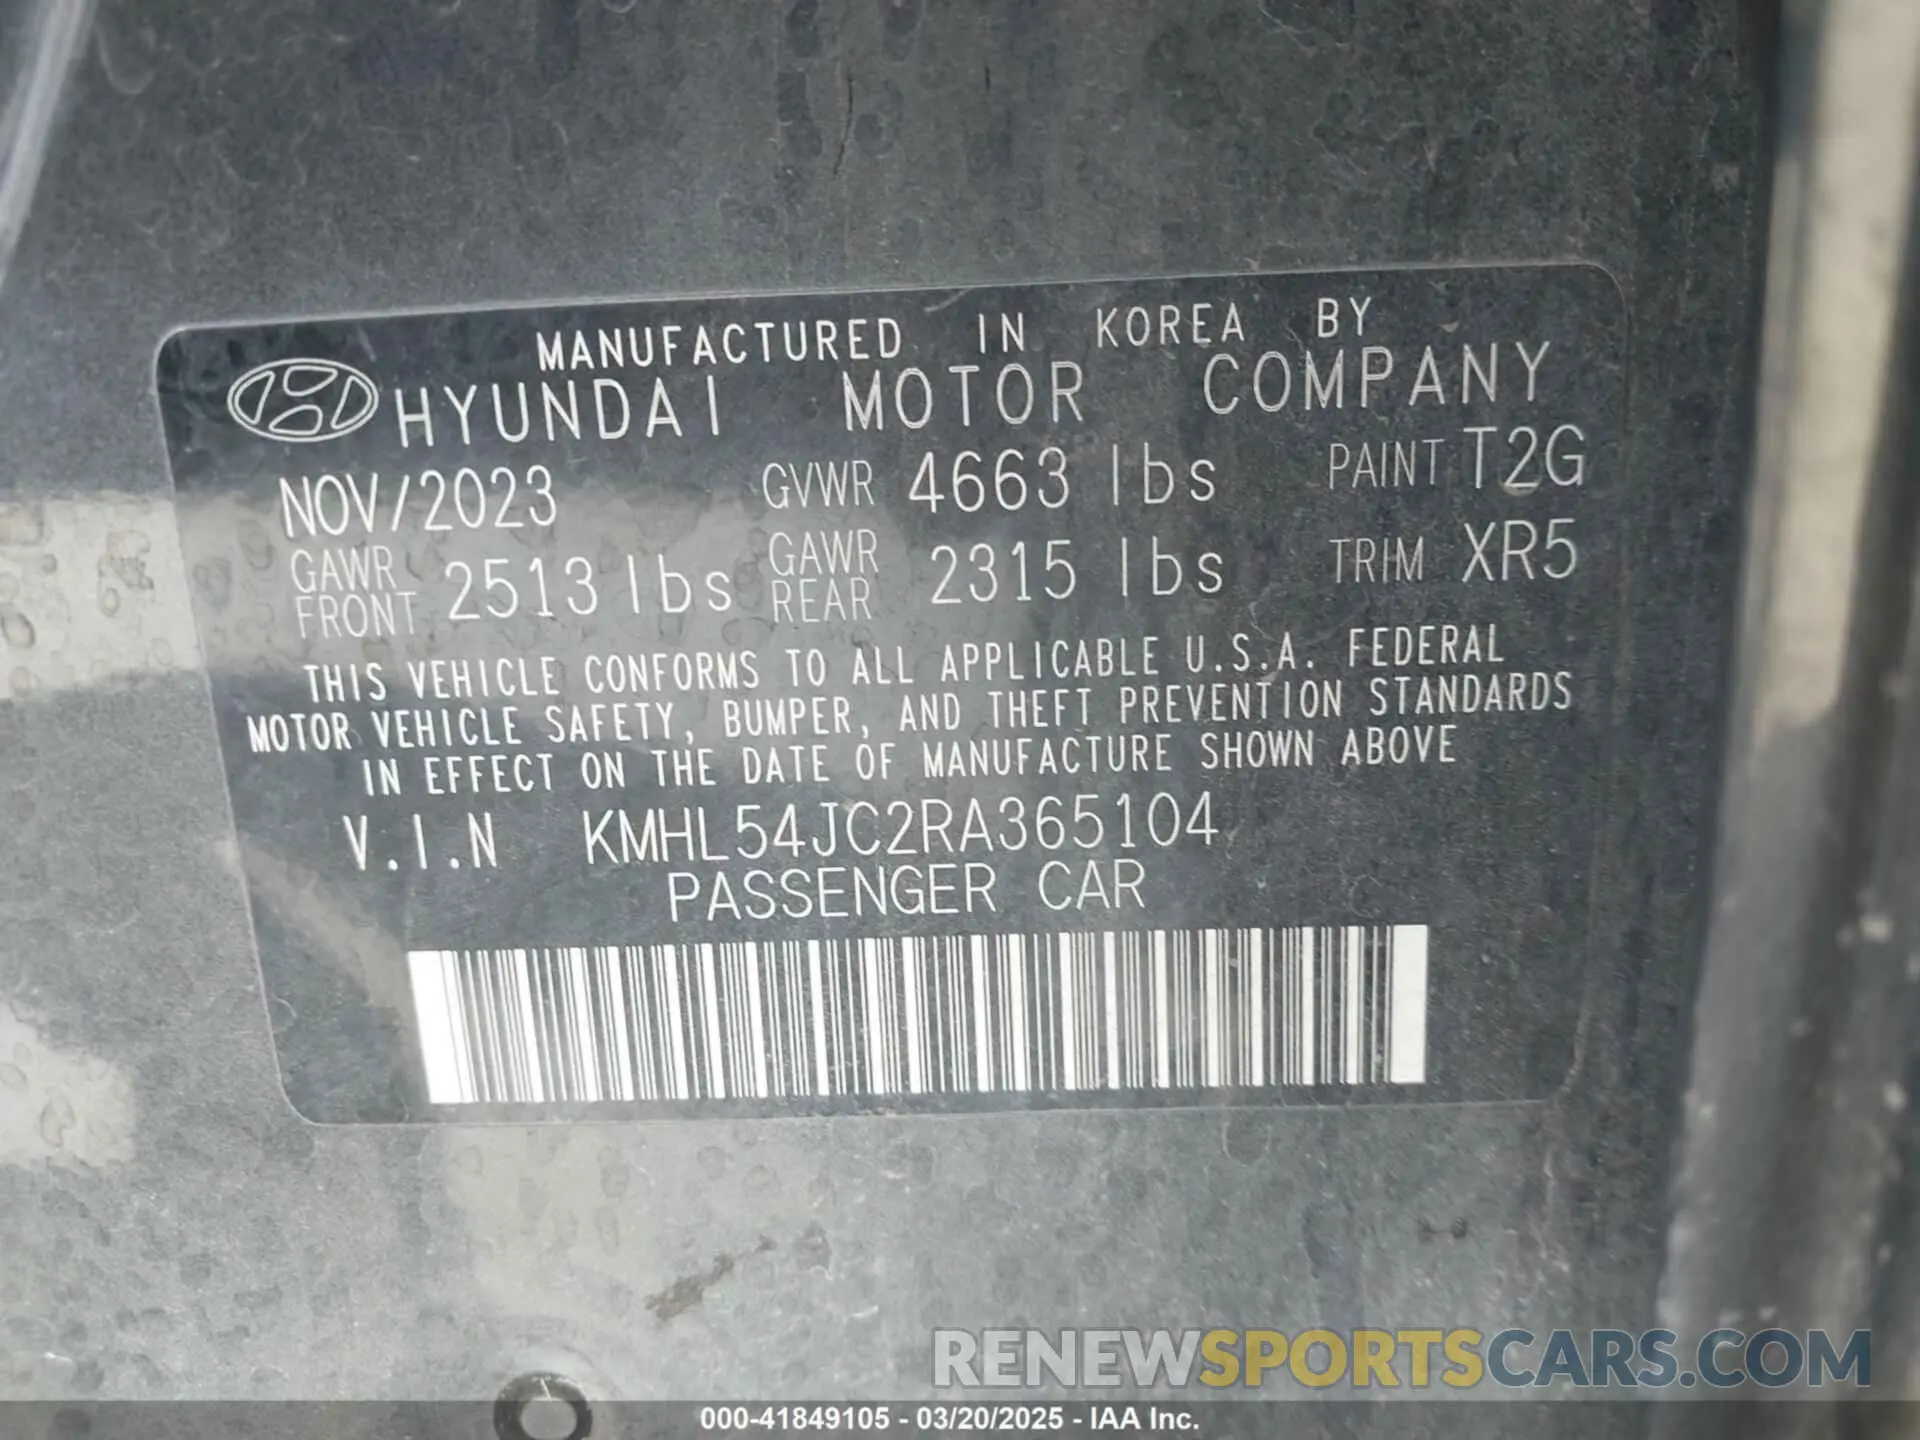 MANUFACTURED IN KOREA BY
HYUNDAI MOTOR COMPANY
NOV/2023 GVWR 4663 lbs PAINT T2G
GAWR FRONT 2513 lbs GAWR REAR 2315 lbs TRIM XR5
THIS VEHICLE CONFORMS TO ALL APPLICABLE U.S.A. FEDERAL
MOTOR VEHICLE SAFETY, BUMPER, AND THEFT PREVENTION STANDARDS
IN EFFECT ON THE DATE OF MANUFACTURE SHOWN ABOVE
V.I.N KMHL54JC2RA365104
PASSENGER CAR
RENEWSPORTSCARS.COM
000-41849105 - 03/20/2025 - IAA Inc.